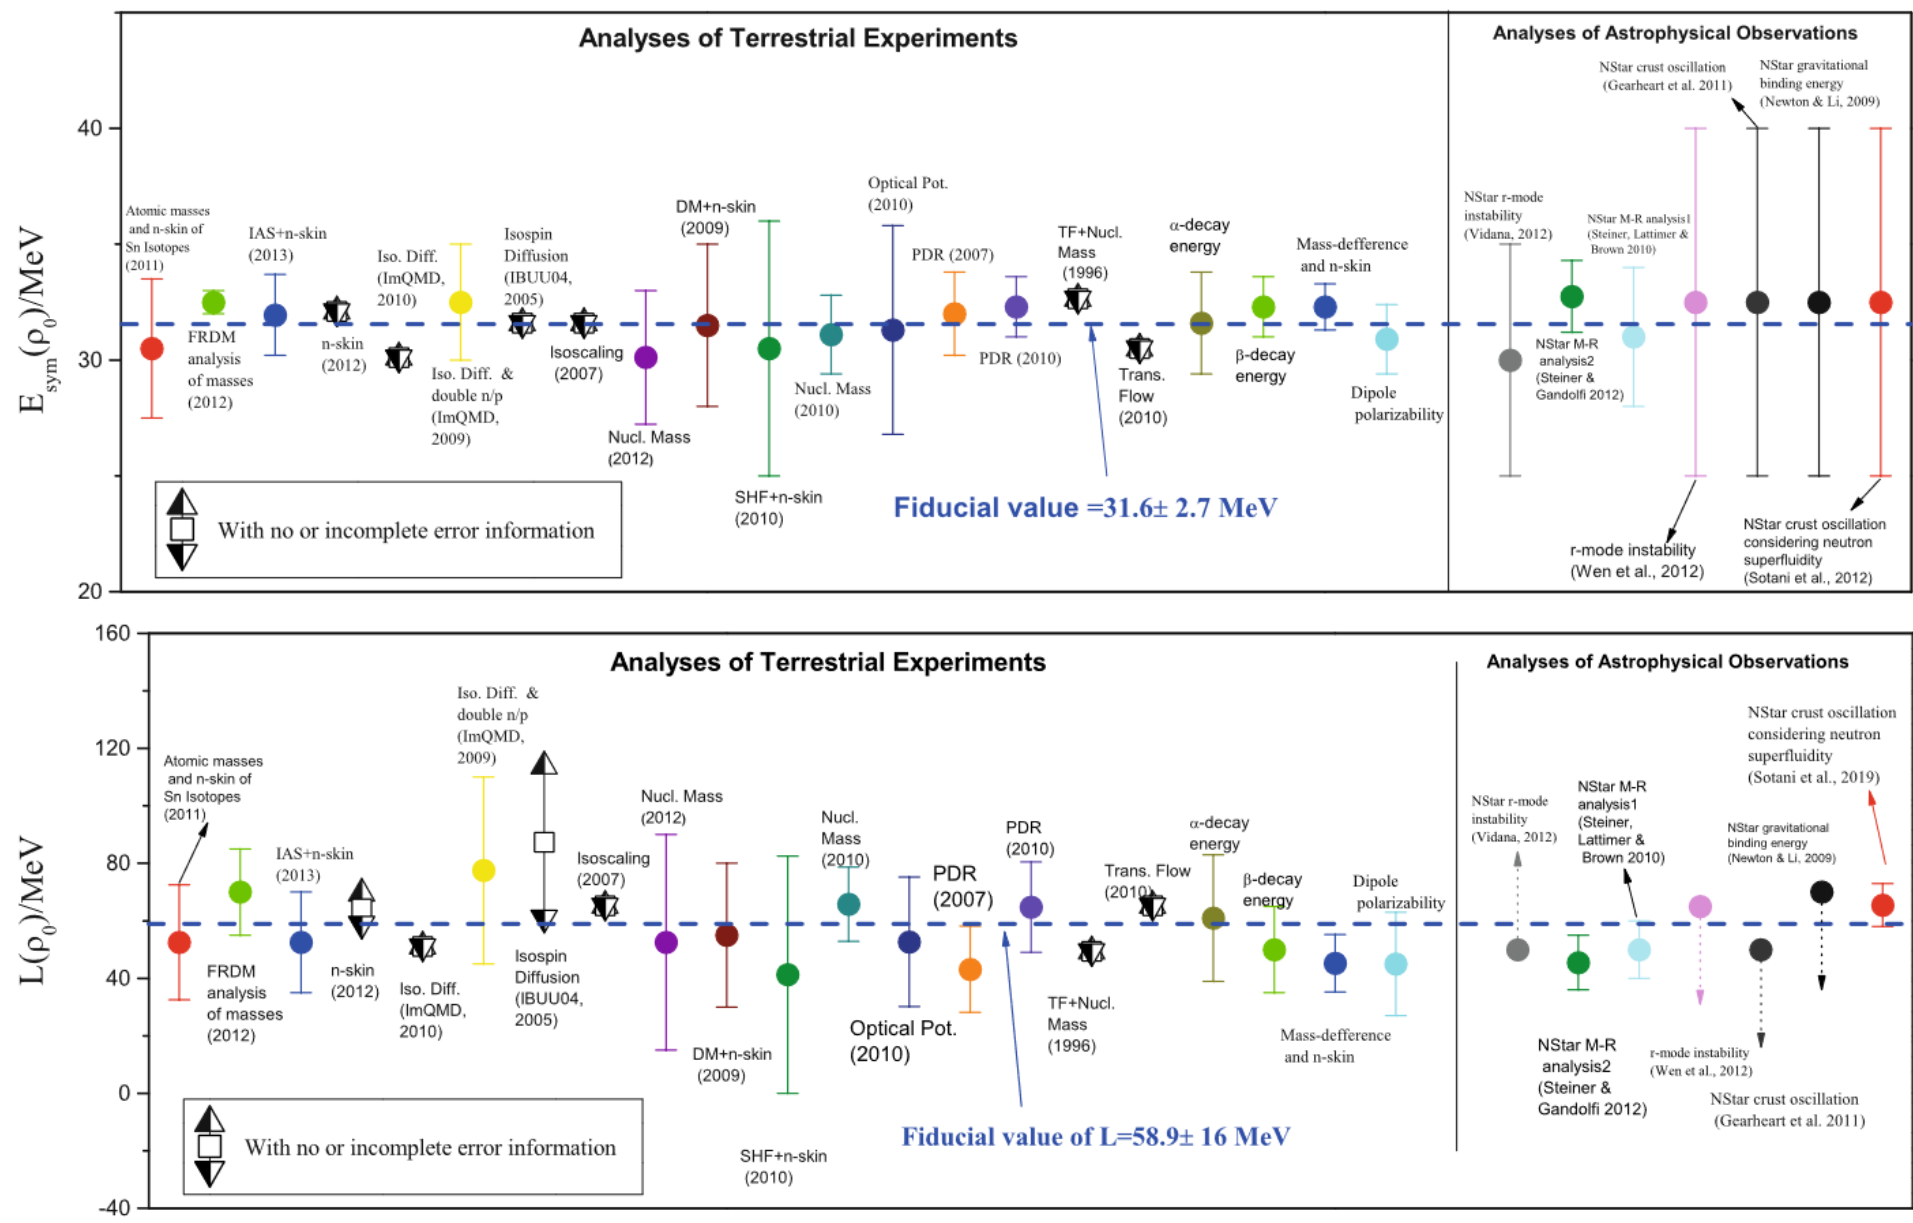 Analyses of Terrestrial Experiments
Analyses of Astrophysical Observations
E_sym(ρ_0)/MeV
40
30
20
Atomic masses
and n-skin of
Sn Isotopes
(2011)
FRDM
analysis
of masses
(2012)
IAS+n-skin
(2013)
n-skin
(2012)
Iso. Diff.
(ImQMD,
2010)
Iso. Diff. &
double n/p
(ImQMD,
2009)
Isospin
Diffusion
(IBUU04,
2005)
Isoscaling
(2007)
Nucl. Mass
(2012)
DM+n-skin
(2009)
SHF+n-skin
(2010)
Nucl. Mass
(2010)
Optical Pot.
(2010)
PDR (2007)
PDR (2010)
TF+Nucl.
Mass
(1996)
Trans.
Flow
(2010)
α-decay
energy
β-decay
energy
Mass-defference
and n-skin
Dipole
polarizability
NStar r-mode
instability
(Vidana, 2012)
NStar M-R
analysis2
(Steiner &
Gandolfi 2012)
NStar M-R analysis1
(Steiner, Lattimer &
Brown 2010)
NStar crust oscillation
(Gearheart et al. 2011)
NStar gravitational
binding energy
(Newton & Li, 2009)
r-mode instability
(Wen et al., 2012)
NStar crust oscillation
considering neutron
superfluidity
(Sotani et al., 2012)
With no or incomplete error information
Fiducial value =31.6± 2.7 MeV
Analyses of Terrestrial Experiments
Analyses of Astrophysical Observations
L(ρ_0)/MeV
160
120
80
40
0
-40
Atomic masses
and n-skin of
Sn Isotopes
(2011)
FRDM
analysis
of masses
(2012)
IAS+n-skin
(2013)
n-skin
(2012)
Iso. Diff.
(ImQMD,
2010)
Iso. Diff. &
double n/p
(ImQMD,
2009)
Isospin
Diffusion
(IBUU04,
2005)
Isoscaling
(2007)
Nucl. Mass
(2012)
DM+n-skin
(2009)
SHF+n-skin
(2010)
Nucl.
Mass
(2010)
Optical Pot.
(2010)
PDR
(2007)
PDR
(2010)
TF+Nucl.
Mass
(1996)
Trans. Flow
(2010)
α-decay
energy
β-decay
energy
Mass-defference
and n-skin
Dipole
polarizability
NStar r-mode
instability
(Vidana, 2012)
NStar M-R
analysis2
(Steiner &
Gandolfi 2012)
NStar M-R
analysis1
(Steiner,
Lattimer &
Brown 2010)
r-mode instability
(Wen et al., 2012)
NStar crust oscillation
(Gearheart et al. 2011)
NStar gravitational
binding energy
(Newton & Li, 2009)
NStar crust oscillation
considering neutron
superfluidity
(Sotani et al., 2019)
With no or incomplete error information
Fiducial value of L=58.9± 16 MeV